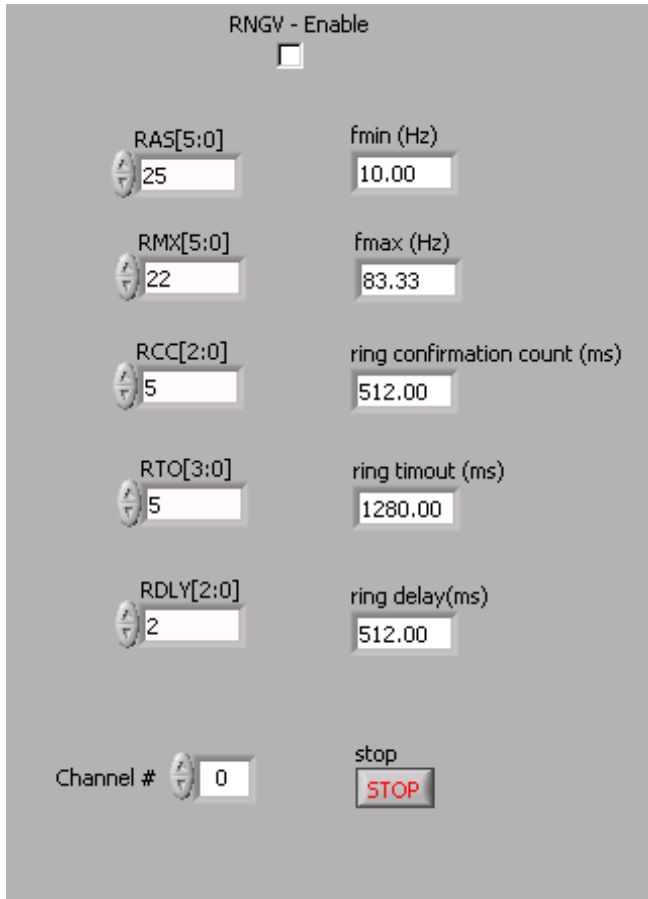 RNGV - Enable
RAS[5:0] fmin (Hz)
25 10.00
RMX[5:0] fmax (Hz)
22 83.33
RCC[2:0] ring confirmation count (ms)
5 512.00
RTO[3:0] ring timout (ms)
5 1280.00
RDLY[2:0] ring delay(ms)
2 512.00
stop
Channel # 0 STOP